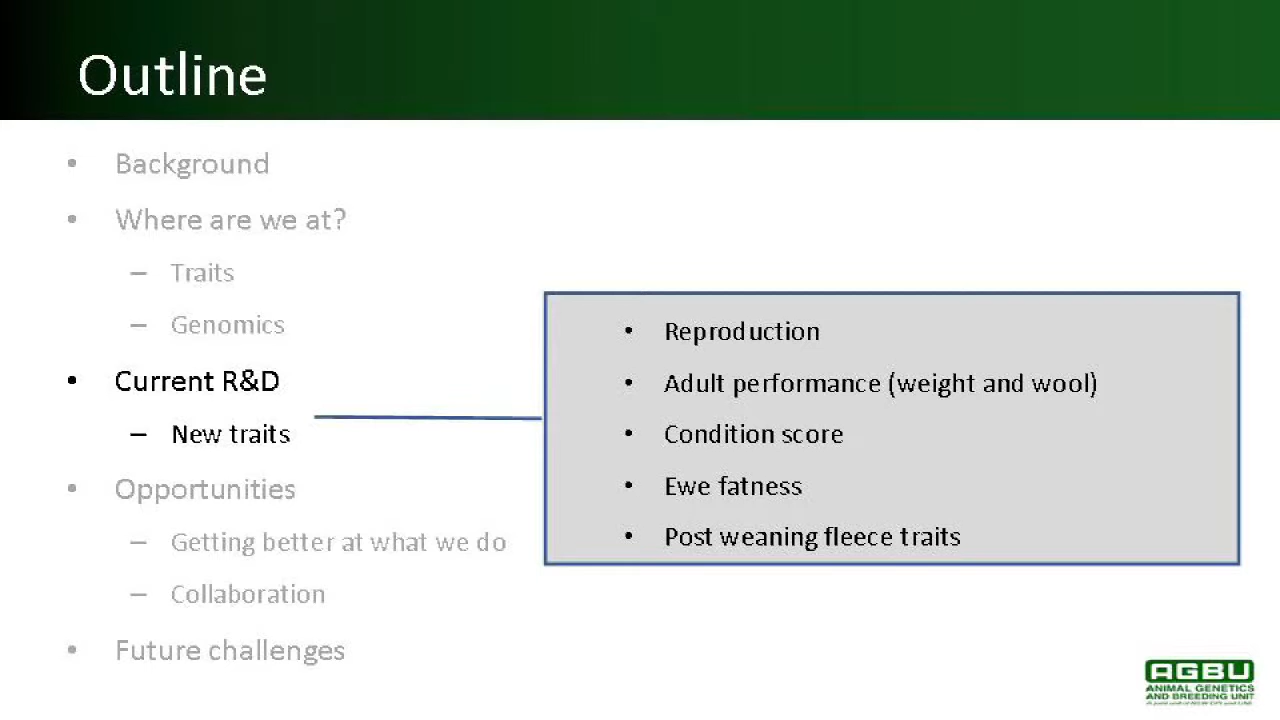 Outline
• Background
• Where are we at?
– Traits
– Genomics
• Current R&D
– New traits
• Opportunities
– Getting better at what we do
– Collaboration
• Future challenges
• Reproduction
• Adult performance (weight and wool)
• Condition score
• Ewe fatness
• Post weaning fleece traits
AGBU
ANIMAL GENETICS
AND BREEDING UNIT